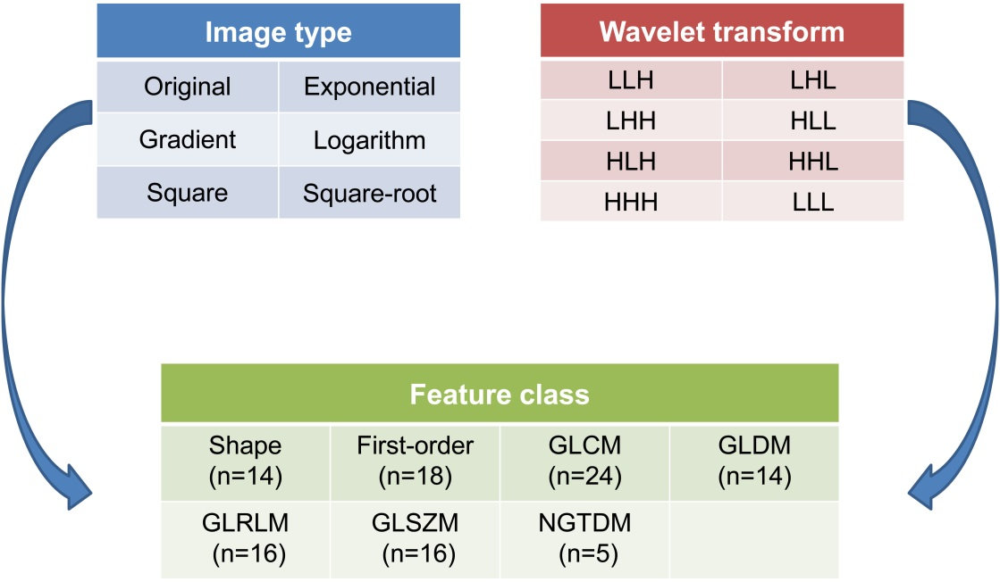 Image type
Original Exponential
Gradient Logarithm
Square Square-root
Wavelet transform
LLH LHL
LHH HLL
HLH HHL
HHH LLL
Feature class
Shape First-order GLCM GLDM
(n=14) (n=18) (n=24) (n=14)
GLRLM GLSZM NGTDM
(n=16) (n=16) (n=5)